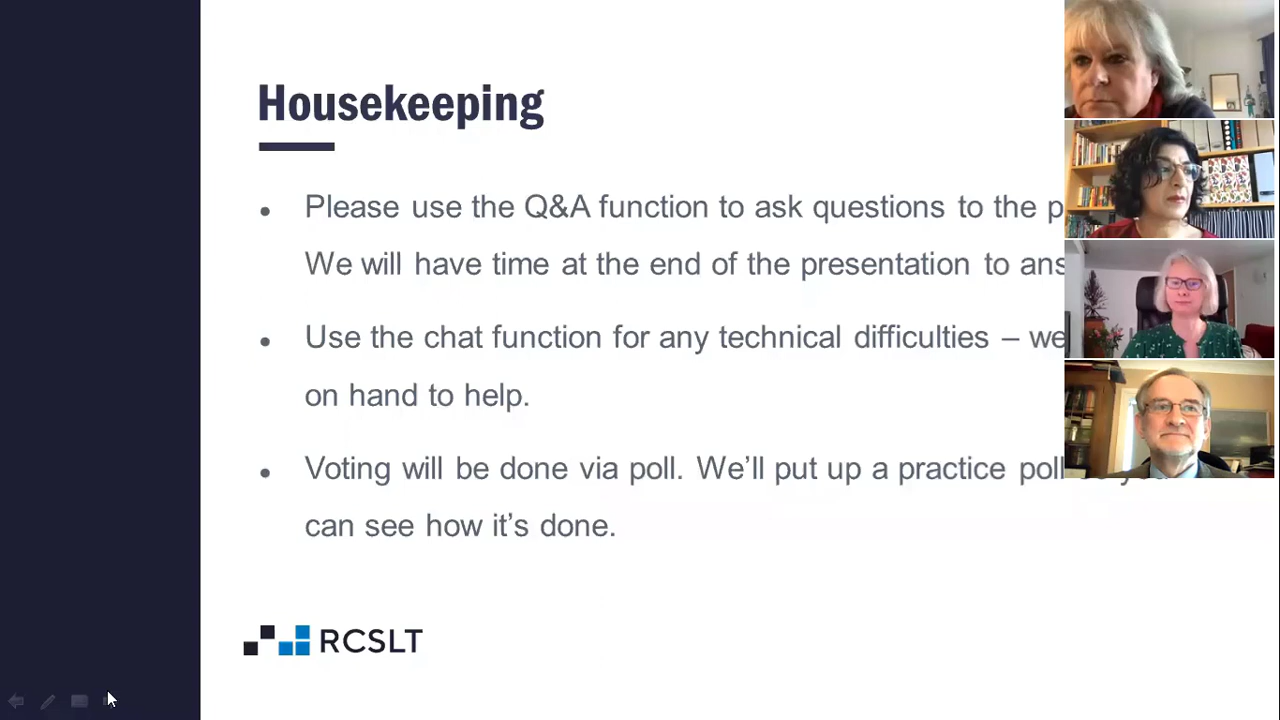 Housekeeping
• Please use the Q&A function to ask questions to the
We will have time at the end of the presentation to
• Use the chat function for any technical difficulties –
on hand to help.
• Voting will be done via poll. We’ll put up a practice poll
can see how it’s done.
RCSLT